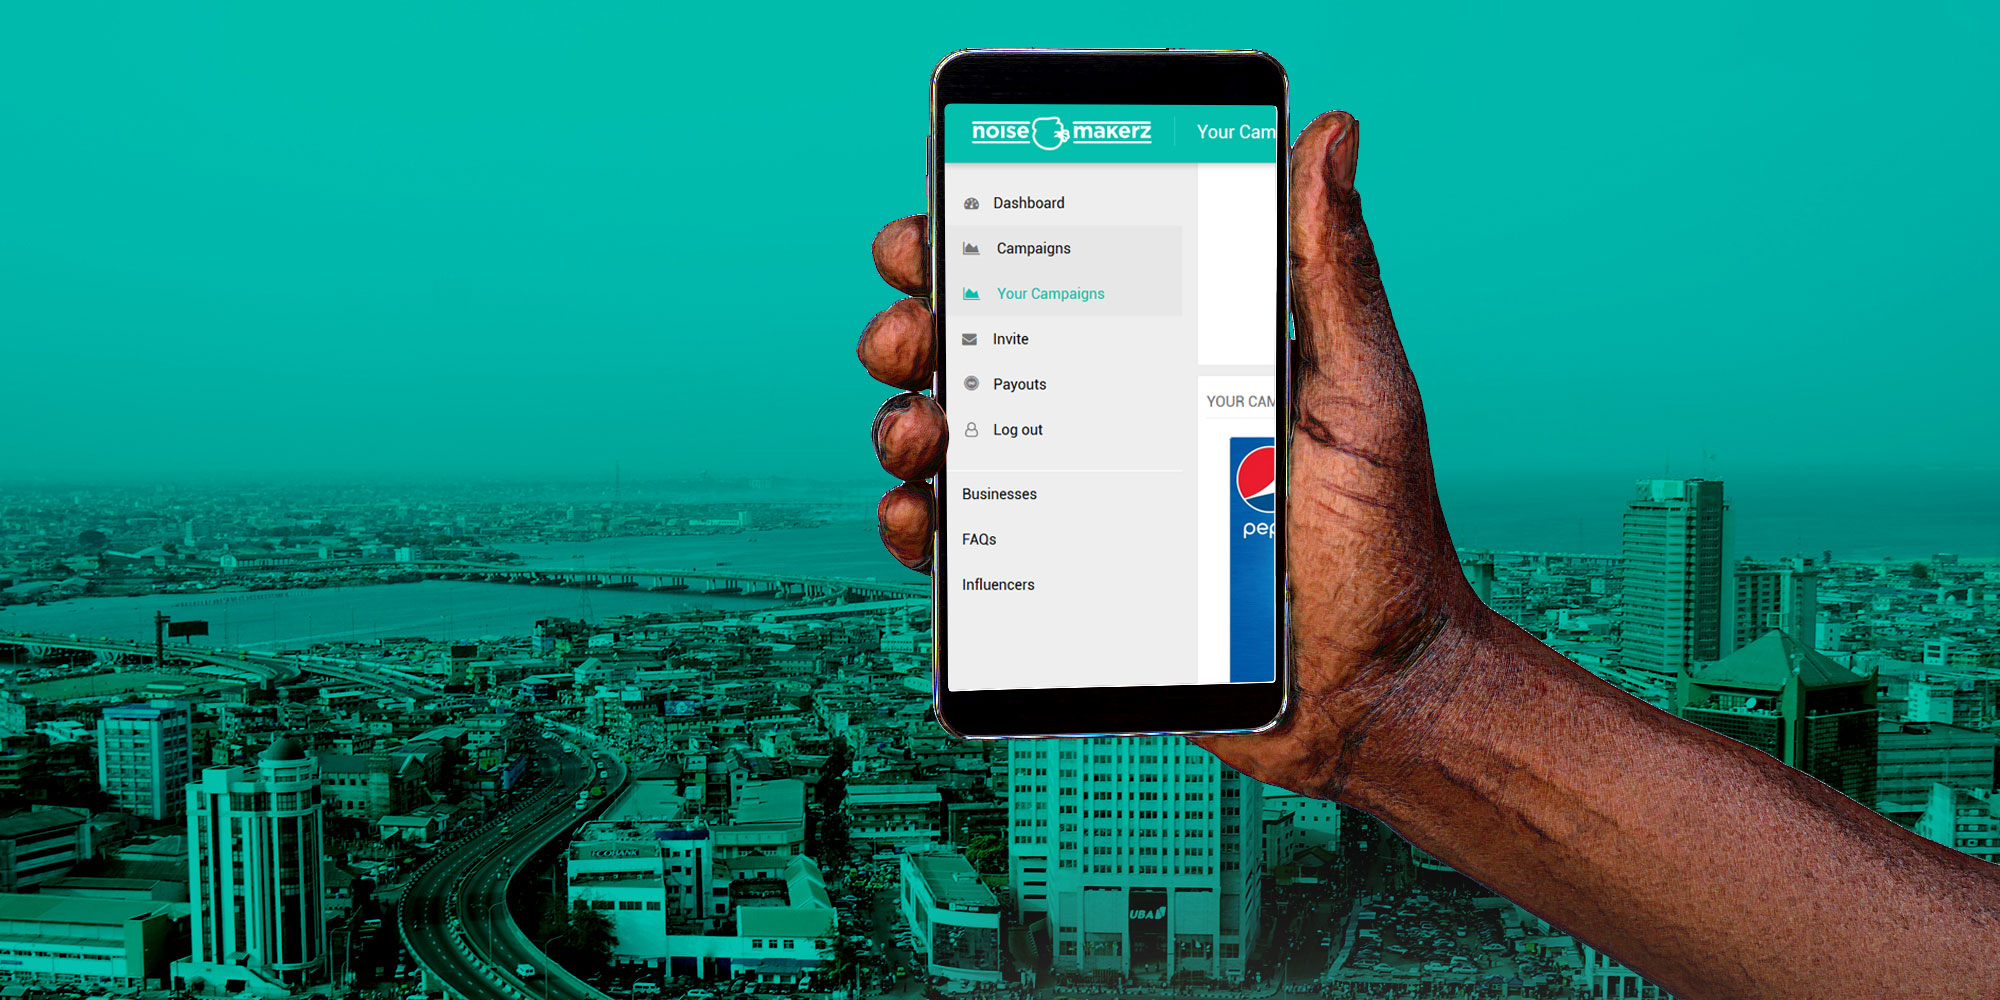 noise makerz
Your Cam
Dashboard
Campaigns
Your Campaigns
Invite
Payouts
Log out
YOUR CAM
pep
Businesses
FAQs
Influencers
ECOBANK
UBA